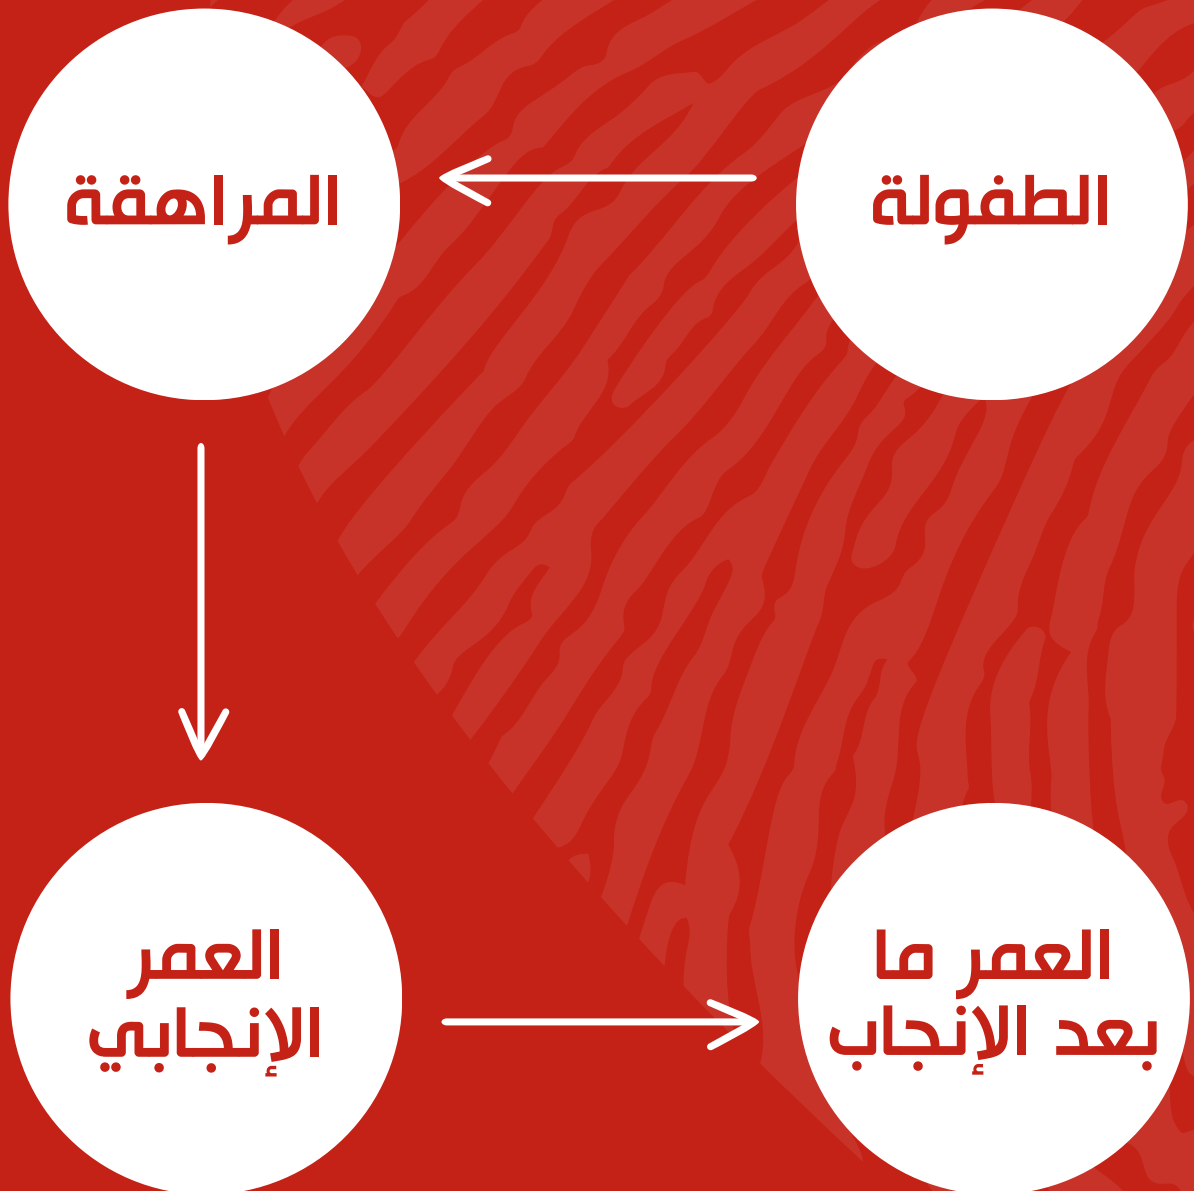 الطفولة
المراهقة
العمر
الإنجابي
العمر ما
بعد الإنجاب